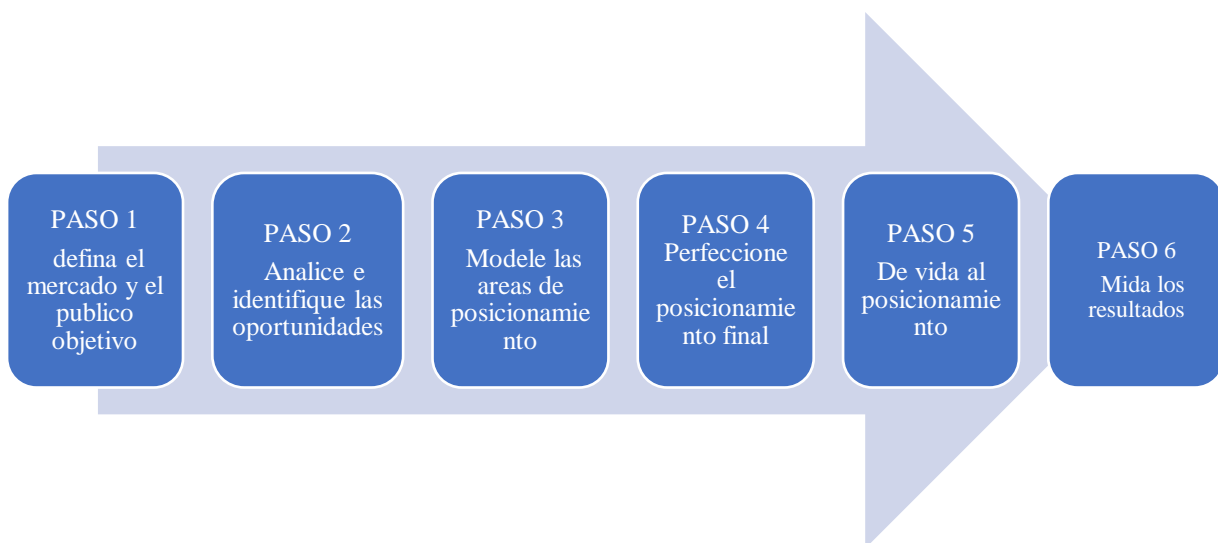 PASO 1
defina el
mercado y el
publico
objetivo
PASO 2
Analice e
identifique las
oportunidades
PASO 3
Modele las
areas de
posicionamie
nto
PASO 4
Perfeccione
el
posicionamie
nto final
PASO 5
De vida al
posicionamie
nto
PASO 6
Mida los
resultados